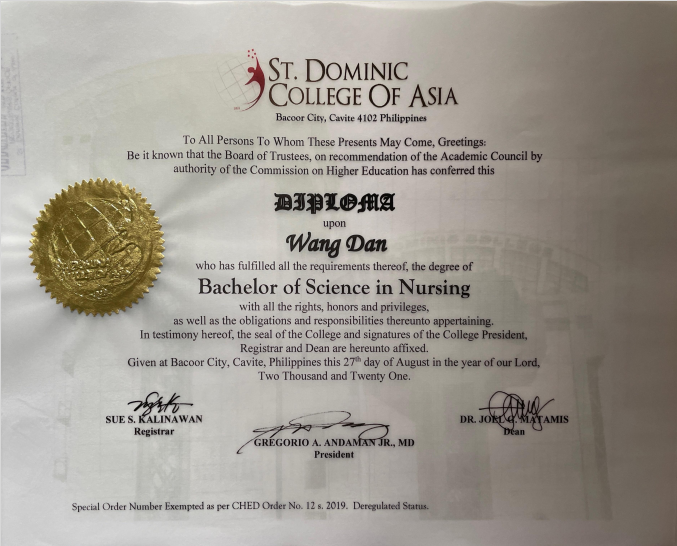 ST. DOMINIC
COLLEGE OF ASIA
Bacoor City, Cavite 4102 Philippines
To All Persons To Whom These Presents May Come, Greetings:
Be it known that the Board of Trustees, on recommendation of the Academic Council by
authority of the Commission on Higher Education has conferred this
DIPLOMA
upon
Wang Dan
who has fulfilled all the requirements thereof, the degree of
Bachelor of Science in Nursing
with all the rights, honors and privileges,
as well as the obligations and responsibilities thereunto appertaining.
In testimony hereof, the seal of the College and signatures of the College President,
Registrar and Dean are hereunto affixed.
Given at Bacoor City, Cavite, Philippines this 27th day of August in the year of our Lord,
Two Thousand and Twenty One.
SUE S. KALINAWAN
Registrar
GREGORIO A. ANDAMAN JR., MD
President
DR. JOEL G. MATAMIS
Dean
Special Order Number Exempted as per CHED Order No. 12 s. 2019. Deregulated Status.